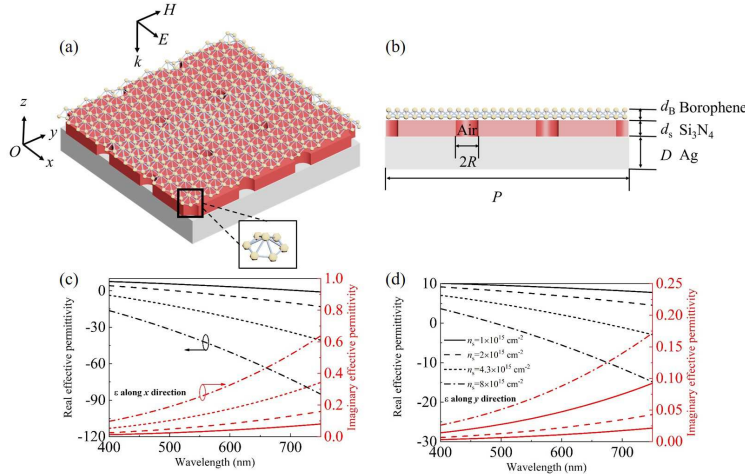 (a)
H
E
k
z
y
O
x
(b)
d_B Borophene
Air
d_s Si₃N₄
2R
D Ag
P
(c)
Real effective permittivity
0
-30
-60
-90
-120
1.0
0.8
0.6
0.4
0.2
0.0
Imaginary effective permittivity
ε along x direction
400 500 600 700
Wavelength (nm)
(d)
Real effective permittivity
10
0
-10
-20
-30
0.25
0.20
0.15
0.10
0.05
0.00
Imaginary effective permittivity
n_s=1×10¹⁵ cm⁻²
n_s=2×10¹⁵ cm⁻²
n_s=4.3×10¹⁵ cm⁻²
n_s=8×10¹⁵ cm⁻²
ε along y direction
400 500 600 700
Wavelength (nm)